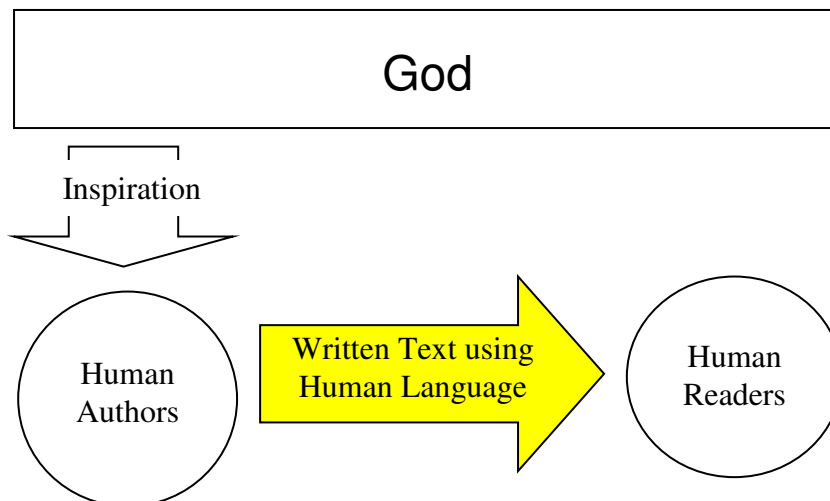 God
Inspiration
Human
Authors
Written Text using
Human Language
Human
Readers